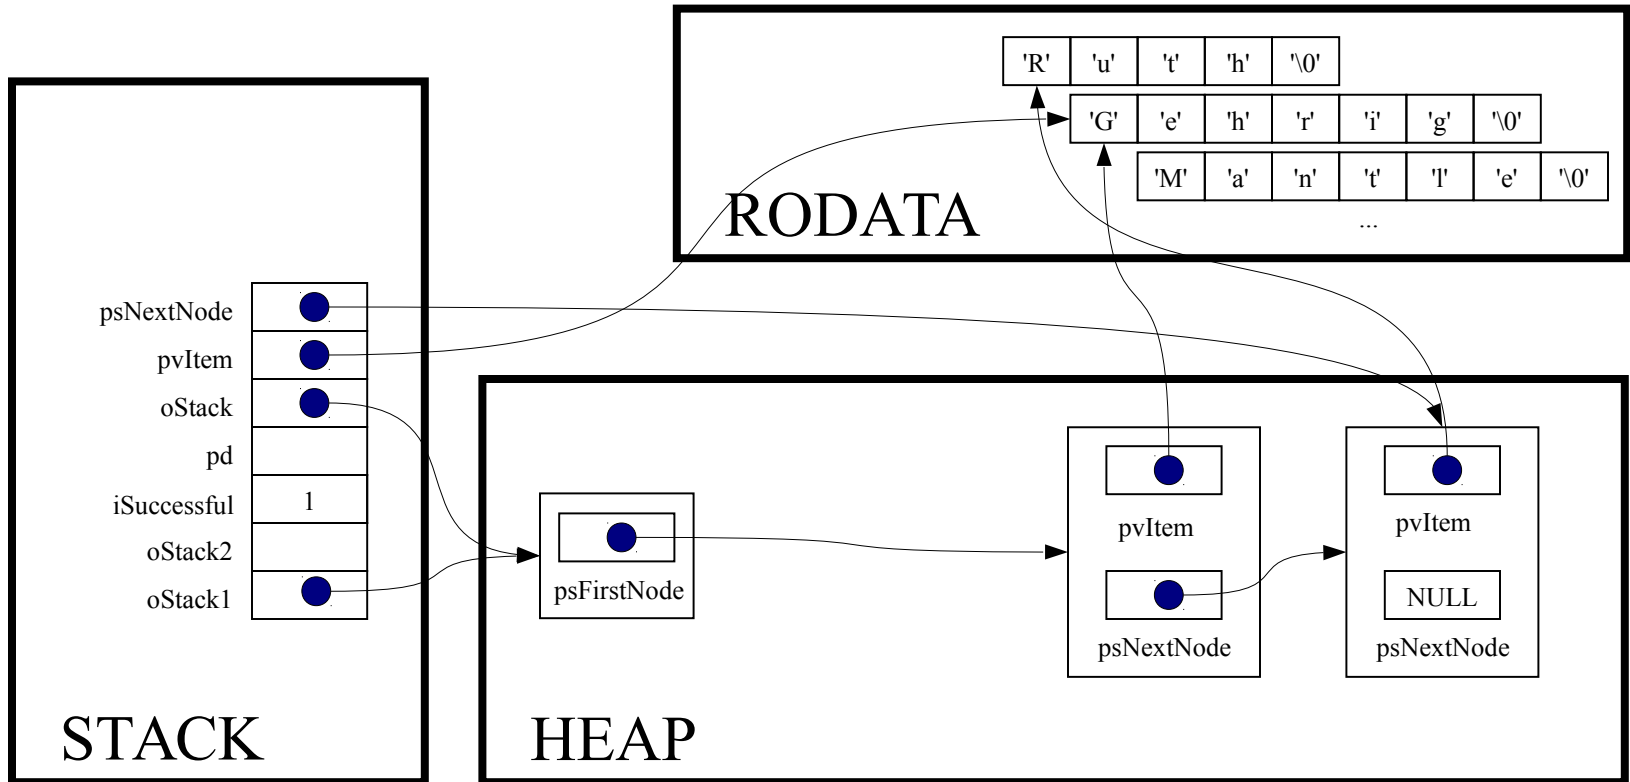 'R' 'u' 't' 'h' '\0'
'G' 'e' 'h' 'r' 'i' 'g' '\0'
'M' 'a' 'n' 't' 'l' 'e' '\0'
...
RODATA
psNextNode
pvItem
oStack
pd
iSuccessful 1
oStack2
oStack1
STACK
psFirstNode
pvItem
psNextNode
pvItem
NULL
psNextNode
HEAP